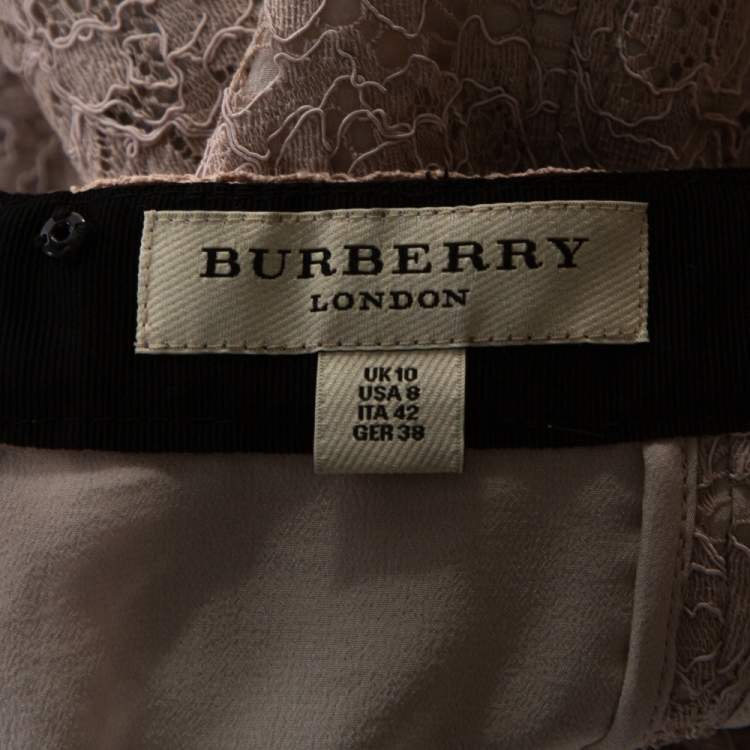 BURBERRY
LONDON
UK 10
USA 8
ITA 42
GER 38